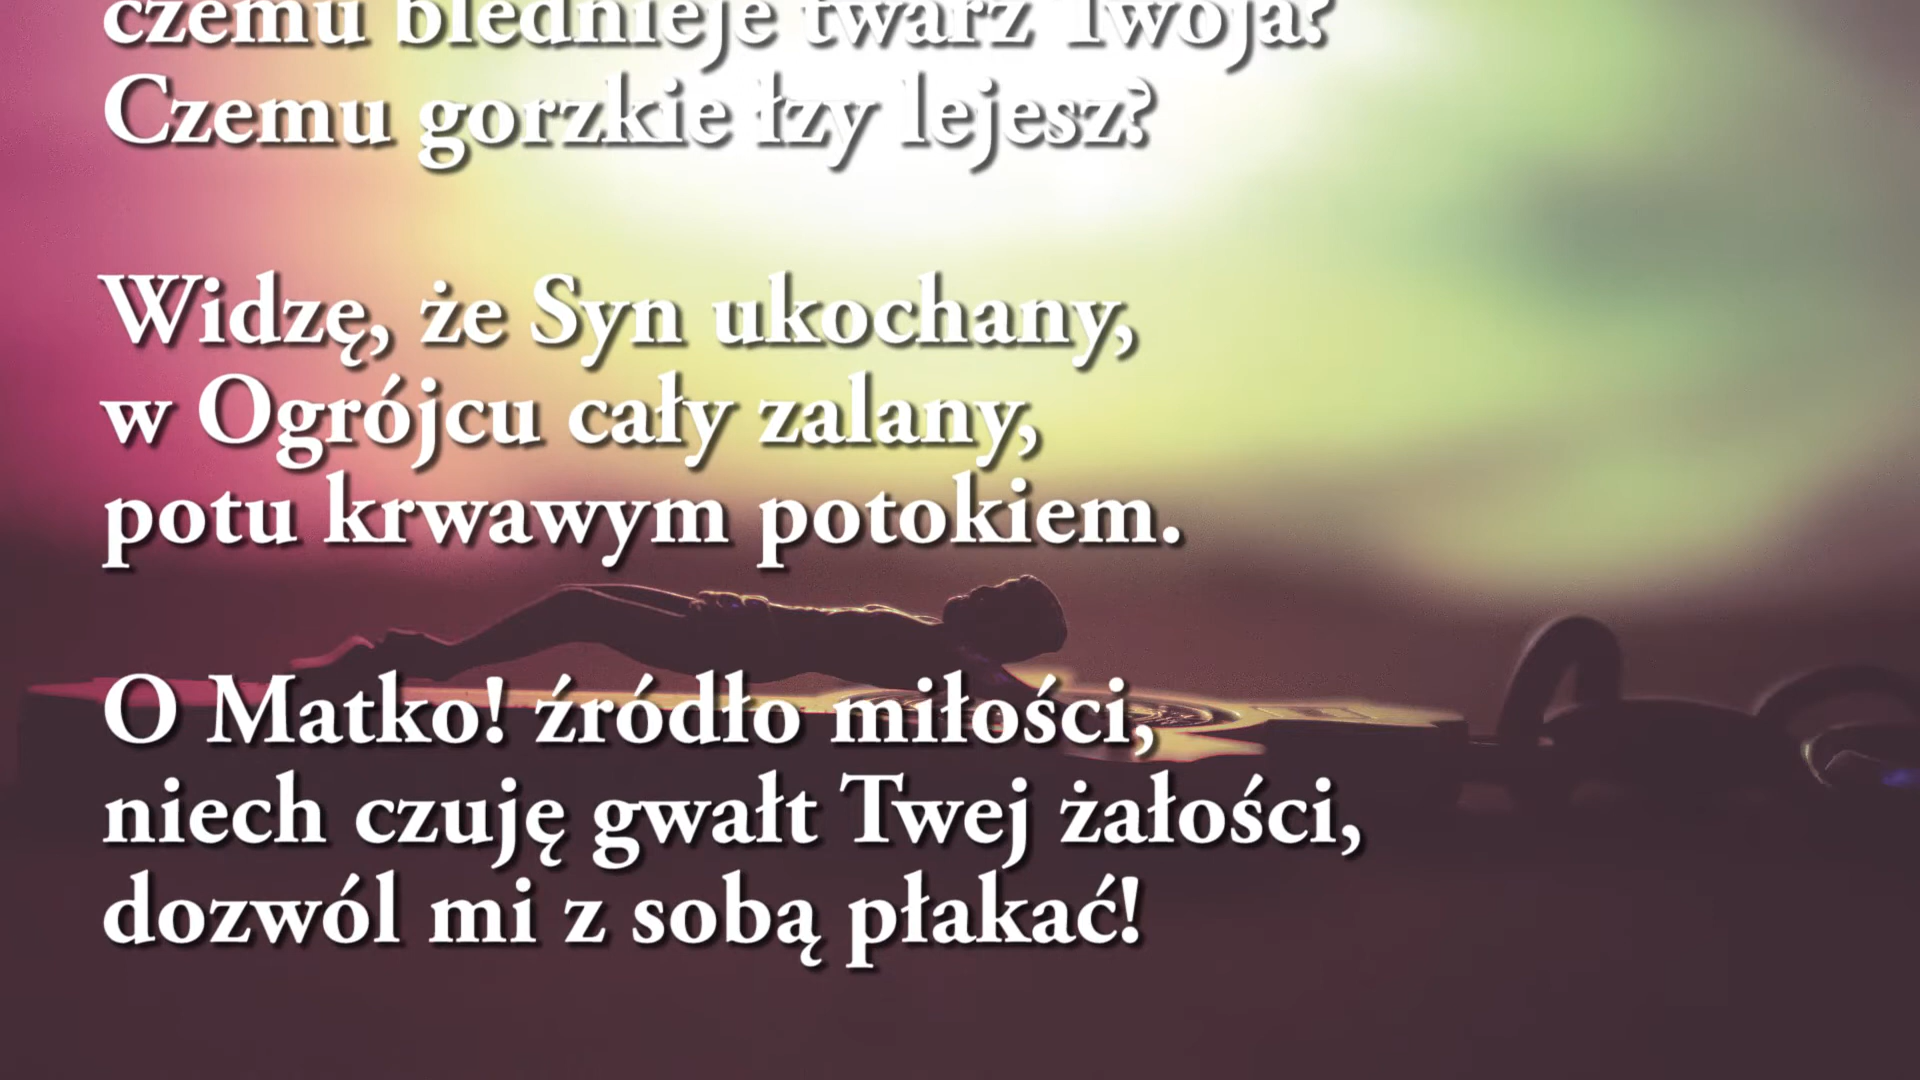 czemu blednieje twarz Twoja?
Czemu gorzkie łzy lejesz?
Widzę, że Syn ukochany,
w Ogrójcu cały zalany,
potu krwawym potokiem.
O Matko! źródło miłości,
niech czuję gwałt Twej żałości,
dozwól mi z sobą płakać!